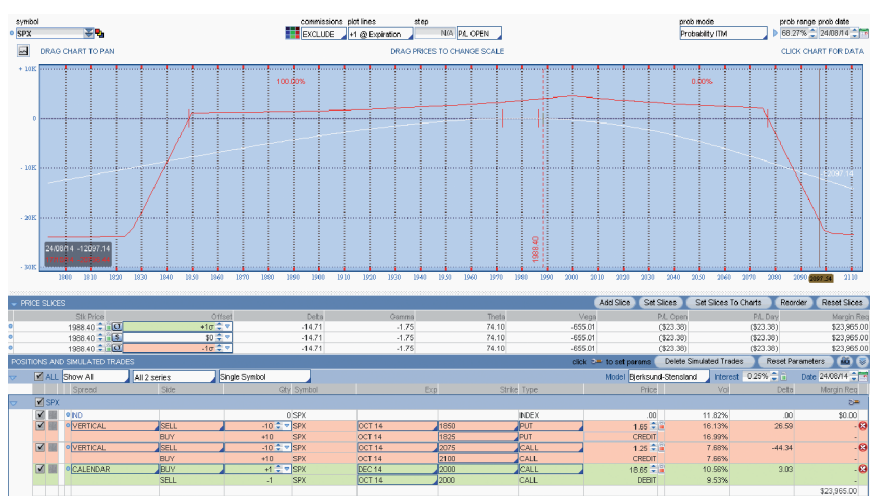 symbol commissions plot lines step prob mode prob range prob date
SPX EXCLUDE +1 @ Expiration N/A P/L OPEN Probability ITM 68.27% 24/08/14
DRAG CHART TO PAN DRAG PRICES TO CHANGE SCALE CLICK CHART FOR DATA
+ 10K
100.00% 0.00%
0
- 10K
-12097.14
- 20K
1988.40
24/08/14 -12097.14
- 30K
1800 1810 1820 1830 1840 1850 1860 1870 1880 1890 1900 1910 1920 1930 1940 1950 1960 1970 1980 1990 2000 2010 2020 2030 2040 2050 2060 2070 2080 2090 2097.34 2110
PRICE SLICES Add Slice Set Slices Set Slices To Charts Reorder Reset Slices
Stk Price Offset Delta Gamma Theta Vega P/L Open P/L Day Margin Req
1988.40 +1σ -14.71 -1.75 74.10 -655.01 ($23.38) ($23.38) $23,965.00
1988.40 $0 -14.71 -1.75 74.10 -655.01 ($23.38) ($23.38) $23,965.00
1988.40 -1σ -14.71 -1.75 74.10 -655.01 ($23.38) ($23.38) $23,965.00
POSITIONS AND SIMULATED TRADES click to set params Delete Simulated Trades Reset Parameters
ALL Show All All 2 series Single Symbol Model Bjerksund-Stensland Interest 0.25% Date 24/08/14
Spread Side Qty Symbol Exp Strike Type Price Vol Delta Margin Req
SPX
IND 0 SPX INDEX .00 11.82% .00 $0.00
VERTICAL SELL -10 SPX OCT 14 1850 PUT 1.65 16.13% 26.59 -
BUY +10 SPX OCT 14 1825 PUT CREDIT 16.99% -
VERTICAL SELL -10 SPX OCT 14 2075 CALL 1.25 7.68% -44.34 -
BUY +10 SPX OCT 14 2100 CALL CREDIT 7.66% -
CALENDAR BUY +1 SPX DEC 14 2000 CALL 18.65 10.56% 3.03 -
SELL -1 SPX OCT 14 2000 CALL DEBIT 9.53% -
$23,965.00